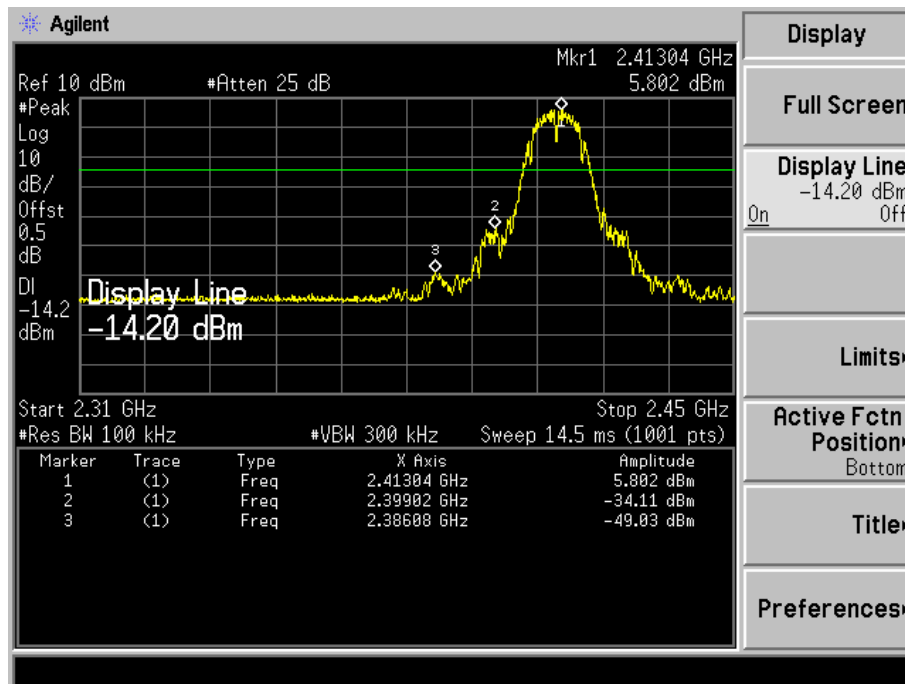 Agilent
Mkr1 2.41304 GHz
Ref 10 dBm #Atten 25 dB 5.802 dBm
#Peak
Log
10
dB/
Offst
0.5
dB
DI
-14.2
dBm
1
2
3
Display Line
-14.20 dBm
Start 2.31 GHz Stop 2.45 GHz
#Res BW 100 kHz #VBW 300 kHz Sweep 14.5 ms (1001 pts)
Marker Trace Type X Axis Amplitude
1 (1) Freq 2.41304 GHz 5.802 dBm
2 (1) Freq 2.39902 GHz -34.11 dBm
3 (1) Freq 2.38608 GHz -49.03 dBm
Display
Full Screen
Display Line
-14.20 dBm
On Off
Limits
Active Fctn
Position
Bottom
Title
Preferences